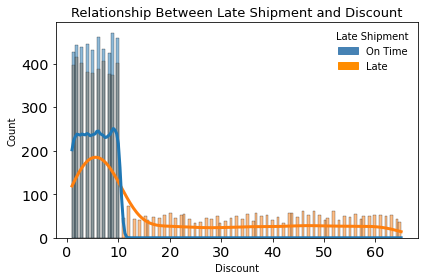 Relationship Between Late Shipment and Discount
Late Shipment
On Time
Late
Count
400
300
200
100
0
0 10 20 30 40 50 60
Discount